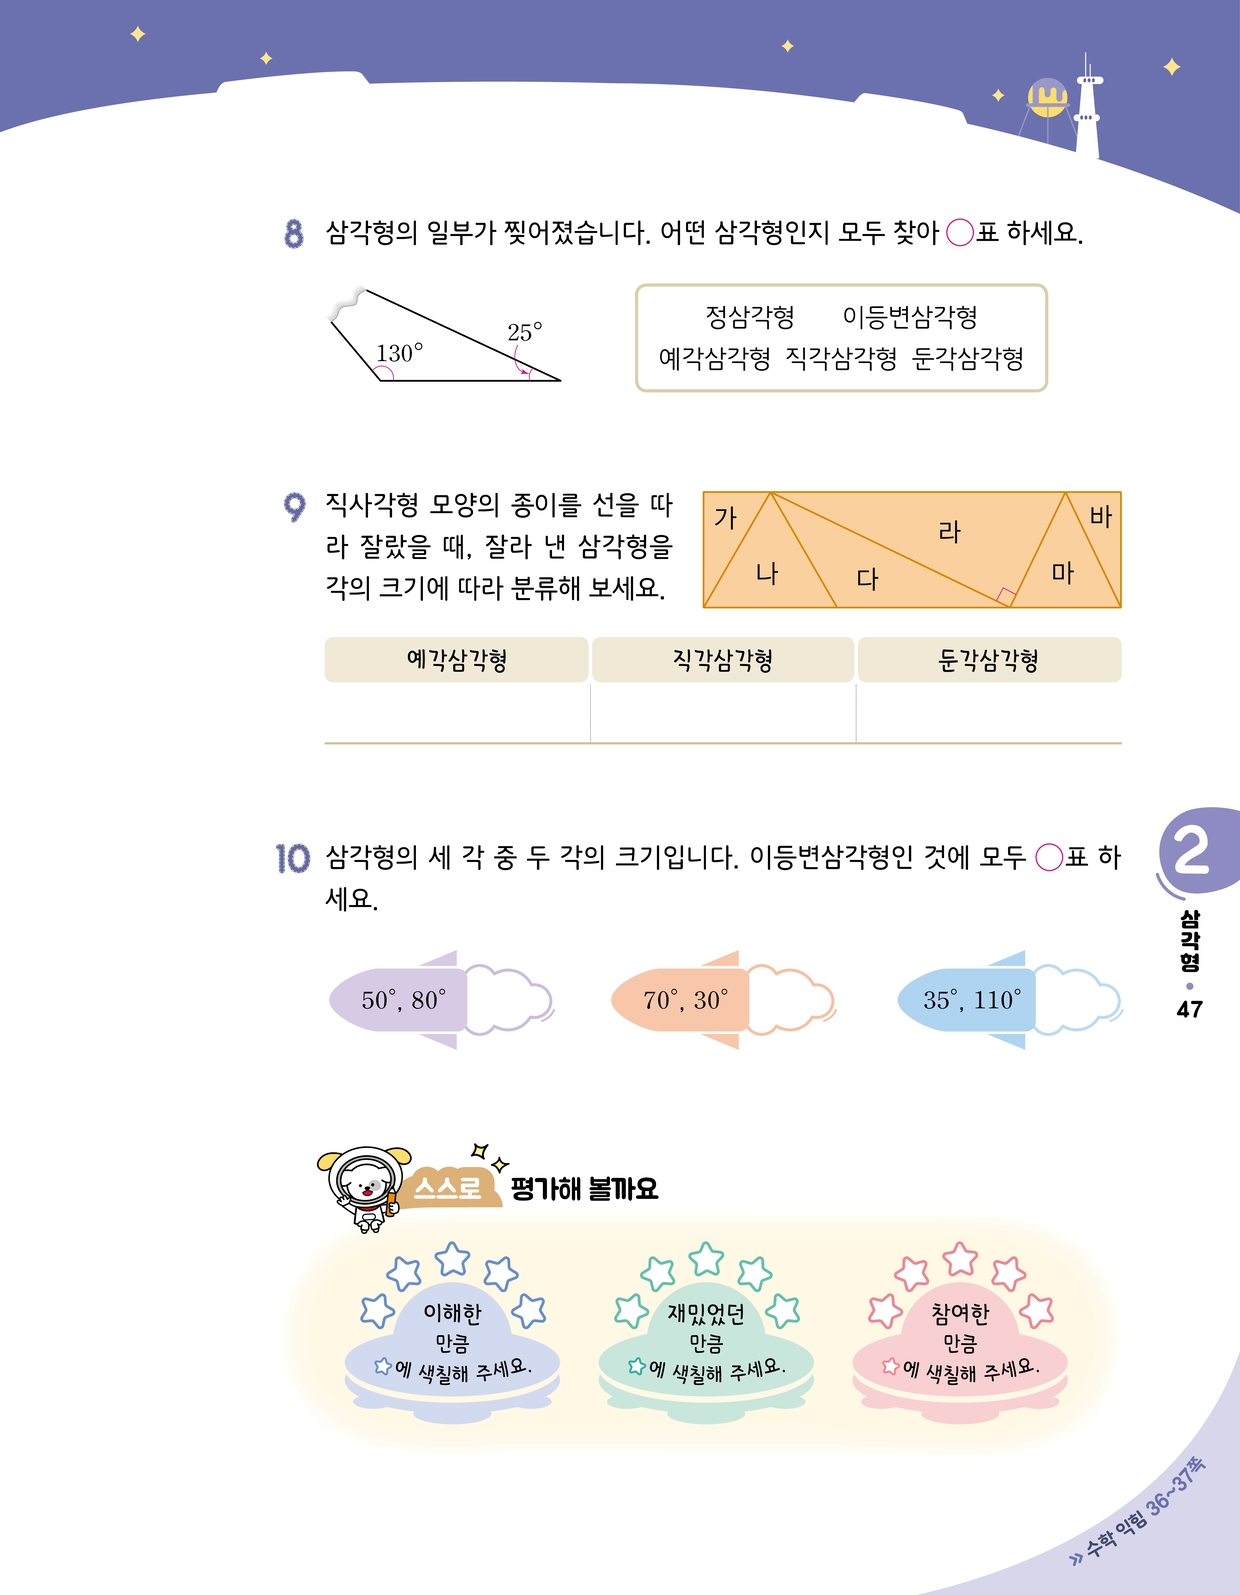 8 삼각형의 일부가 찢어졌습니다. 어떤 삼각형인지 모두 찾아 ◯표 하세요.
130°
25°
정삼각형 이등변삼각형
예각삼각형 직각삼각형 둔각삼각형
9 직사각형 모양의 종이를 선을 따
라 잘랐을 때, 잘라 낸 삼각형을
각의 크기에 따라 분류해 보세요.
가 나 다 라 마 바
예각삼각형 직각삼각형 둔각삼각형
10 삼각형의 세 각 중 두 각의 크기입니다. 이등변삼각형인 것에 모두 ◯표 하
세요.
50°, 80° 70°, 30° 35°, 110°
2
삼각형
47
스스로 평가해 볼까요
이해한
만큼
☆에 색칠해 주세요.
재밌었던
만큼
☆에 색칠해 주세요.
참여한
만큼
☆에 색칠해 주세요.
» 수학 익힘 36~37쪽